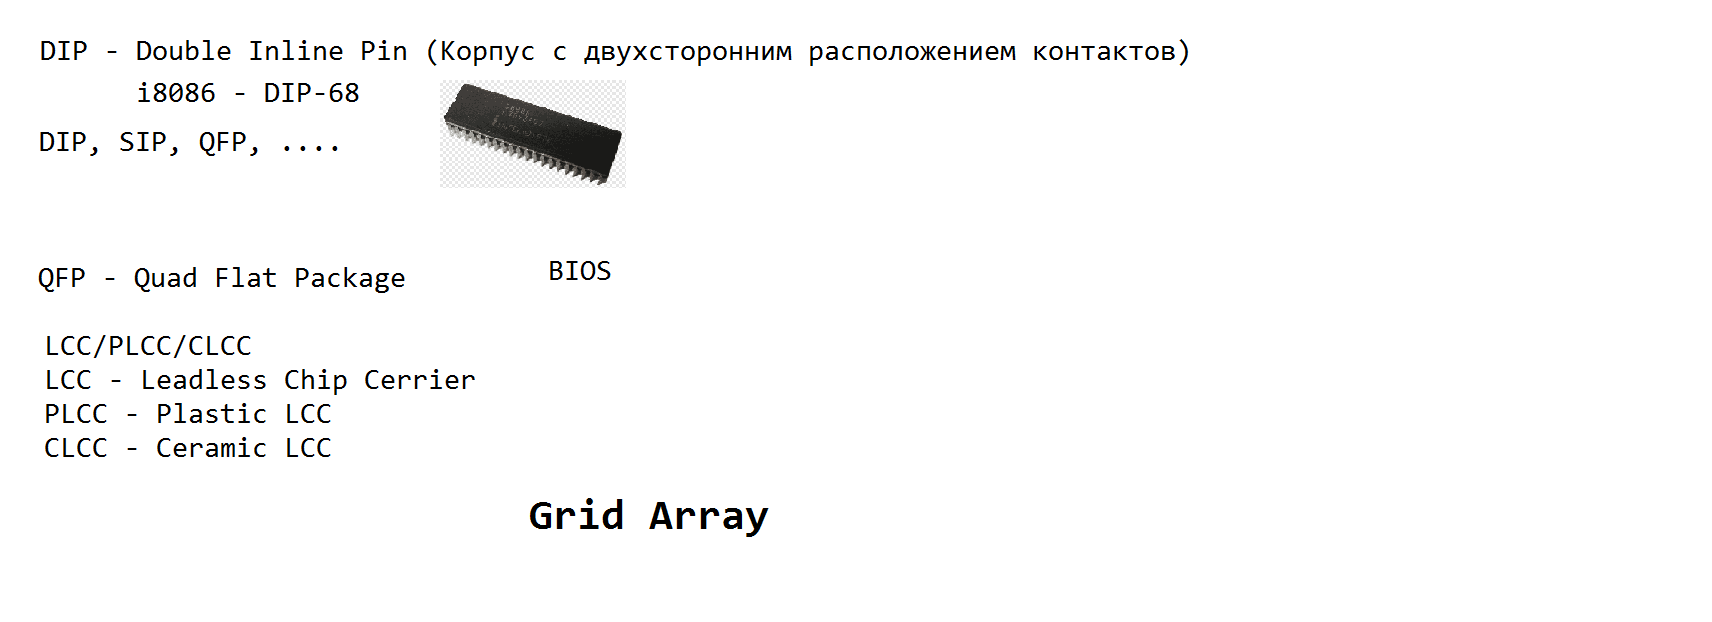 DIP - Double Inline Pin (Корпус с двухсторонним расположением контактов)
i8086 - DIP-68
DIP, SIP, QFP, ....
QFP - Quad Flat Package
BIOS
LCC/PLCC/CLCC
LCC - Leadless Chip Cerrier
PLCC - Plastic LCC
CLCC - Ceramic LCC
Grid Array